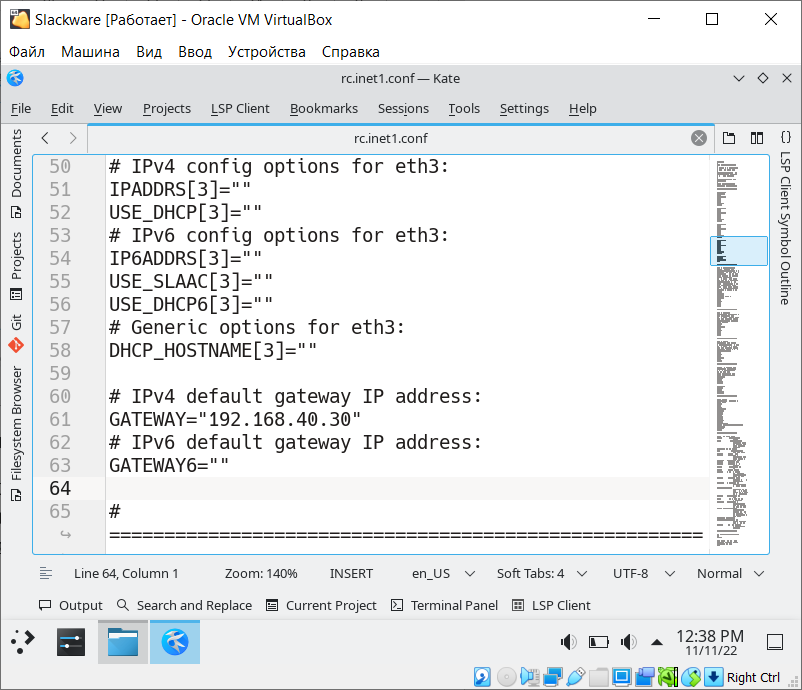 Slackware [Работает] - Oracle VM VirtualBox
Файл Машина Вид Ввод Устройства Справка
rc.inet1.conf — Kate
File Edit View Projects LSP Client Bookmarks Sessions Tools Settings Help
rc.inet1.conf
Documents
Projects
Git
Filesystem Browser
50 # IPv4 config options for eth3:
51 IPADDRS[3]=""
52 USE_DHCP[3]=""
53 # IPv6 config options for eth3:
54 IP6ADDRS[3]=""
55 USE_SLAAC[3]=""
56 USE_DHCP6[3]=""
57 # Generic options for eth3:
58 DHCP_HOSTNAME[3]=""
59
60 # IPv4 default gateway IP address:
61 GATEWAY="192.168.40.30"
62 # IPv6 default gateway IP address:
63 GATEWAY6=""
64
65 #
======================================================
{} LSP Client Symbol Outline
Line 64, Column 1 Zoom: 140% INSERT en_US Soft Tabs: 4 UTF-8 Normal
Output Search and Replace Current Project Terminal Panel LSP Client
12:38 PM
11/11/22
Right Ctrl